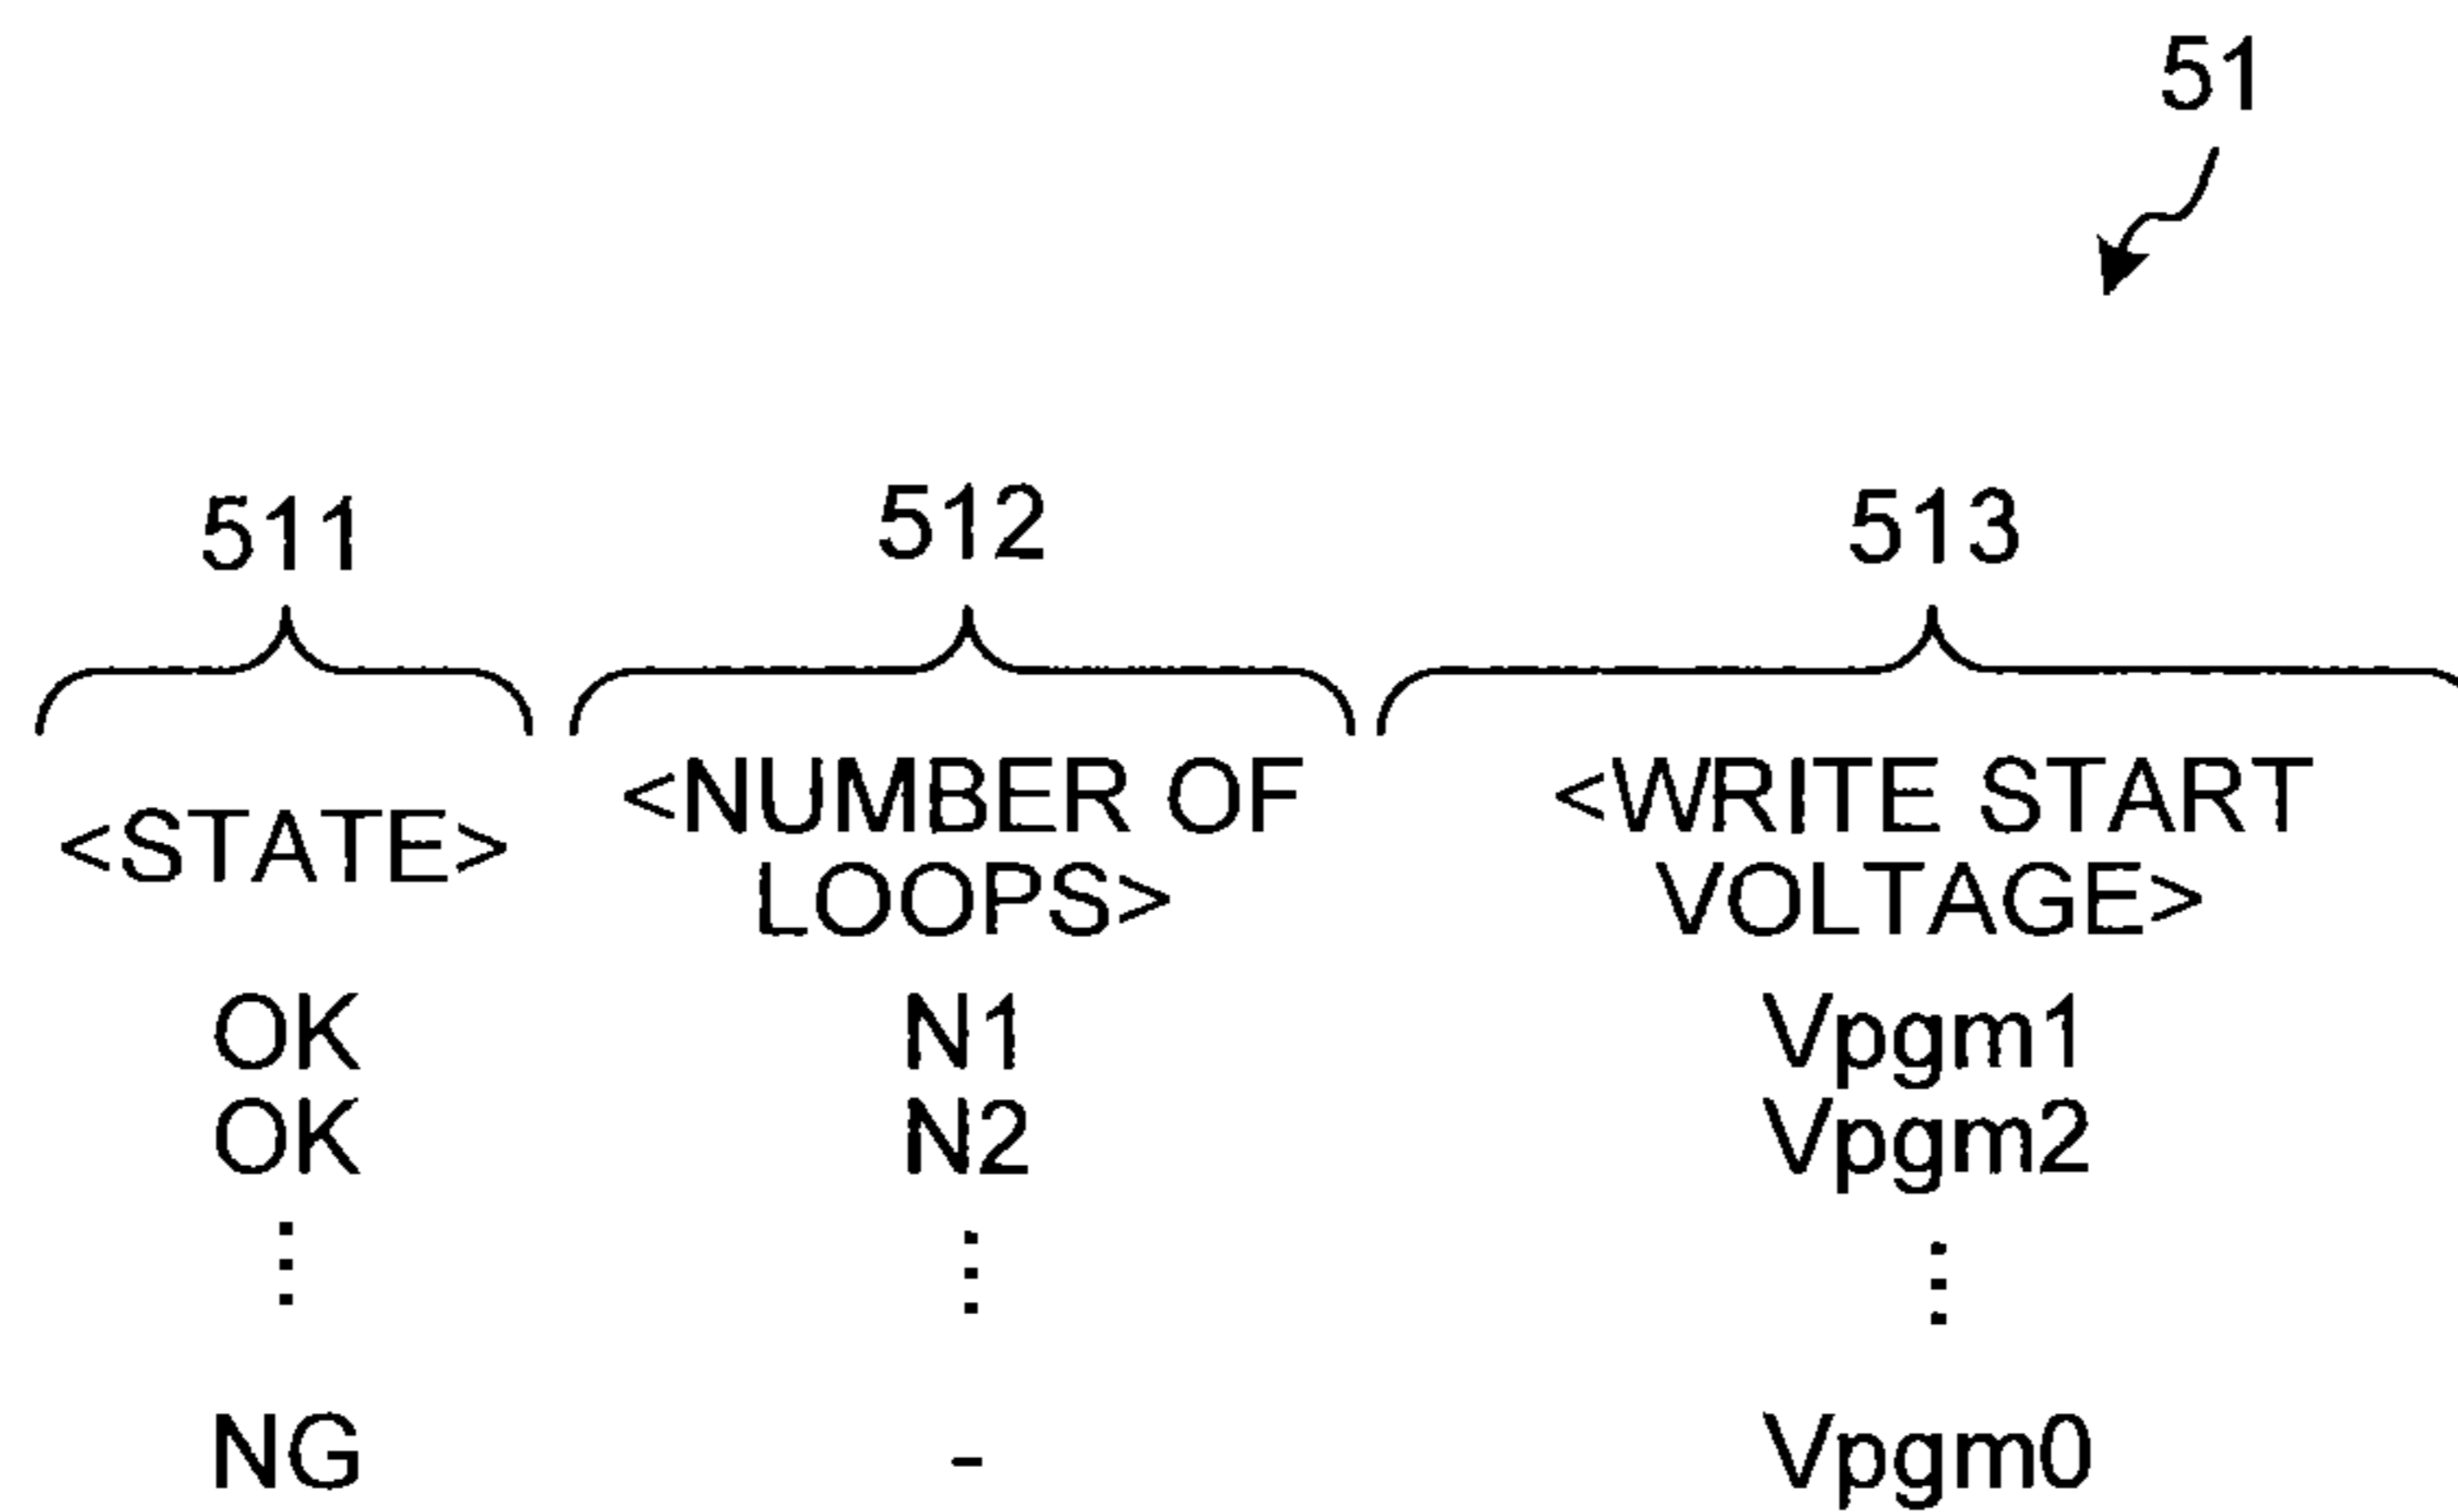 51
511 512 513
<STATE> <NUMBER OF LOOPS> <WRITE START VOLTAGE>
OK N1 Vpgm1
OK N2 Vpgm2
⋮ ⋮ ⋮
NG - Vpgm0